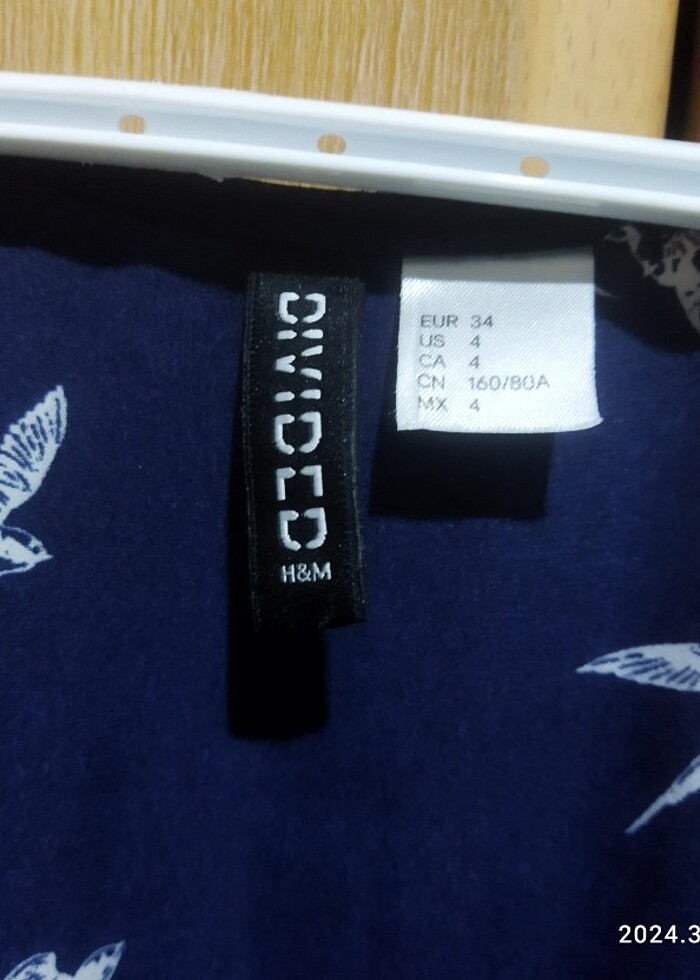 DIVIDED
H&M
EUR 34
US 4
CA 4
CN 160/80A
MX 4
2024.3